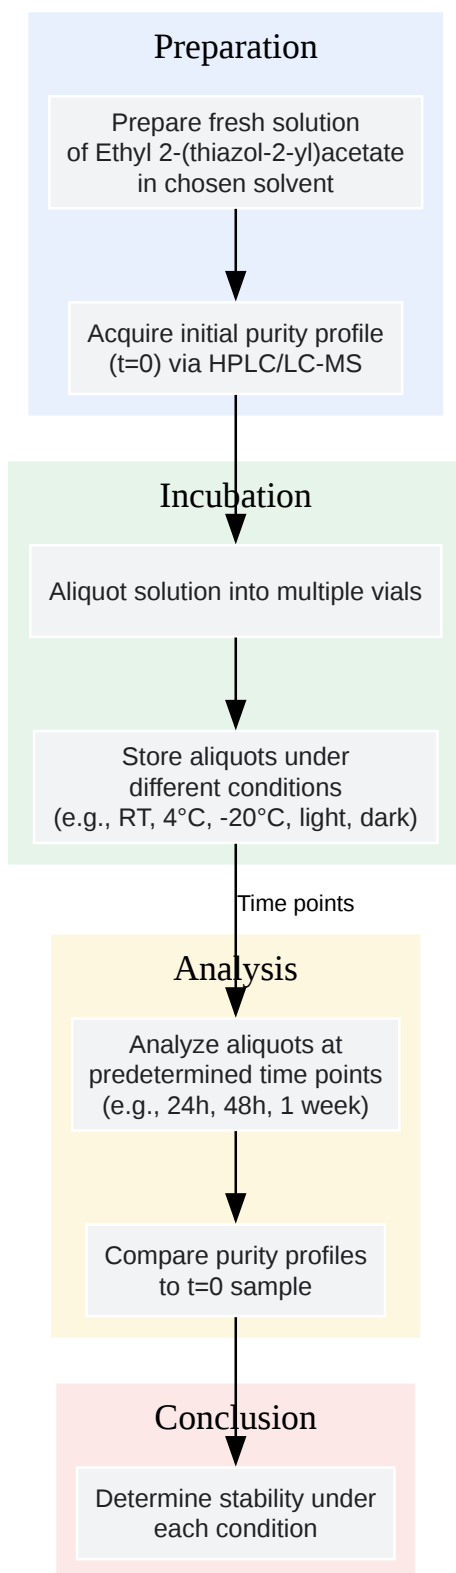 Preparation
Prepare fresh solution
of Ethyl 2-(thiazol-2-yl)acetate
in chosen solvent
Acquire initial purity profile
(t=0) via HPLC/LC-MS
Incubation
Aliquot solution into multiple vials
Store aliquots under
different conditions
(e.g., RT, 4°C, -20°C, light, dark)
Time points
Analysis
Analyze aliquots at
predetermined time points
(e.g., 24h, 48h, 1 week)
Compare purity profiles
to t=0 sample
Conclusion
Determine stability under
each condition